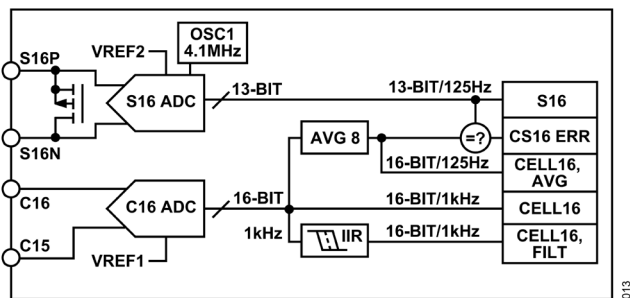 OSC1
4.1MHz
VREF2
S16P
S16 ADC
13-BIT
13-BIT/125Hz
S16
S16N
AVG 8
=?
CS16 ERR
16-BIT/125Hz
CELL16,
AVG
C16
C16 ADC
16-BIT
16-BIT/1kHz
CELL16
C15
1kHz
IIR
16-BIT/1kHz
CELL16,
FILT
VREF1
013